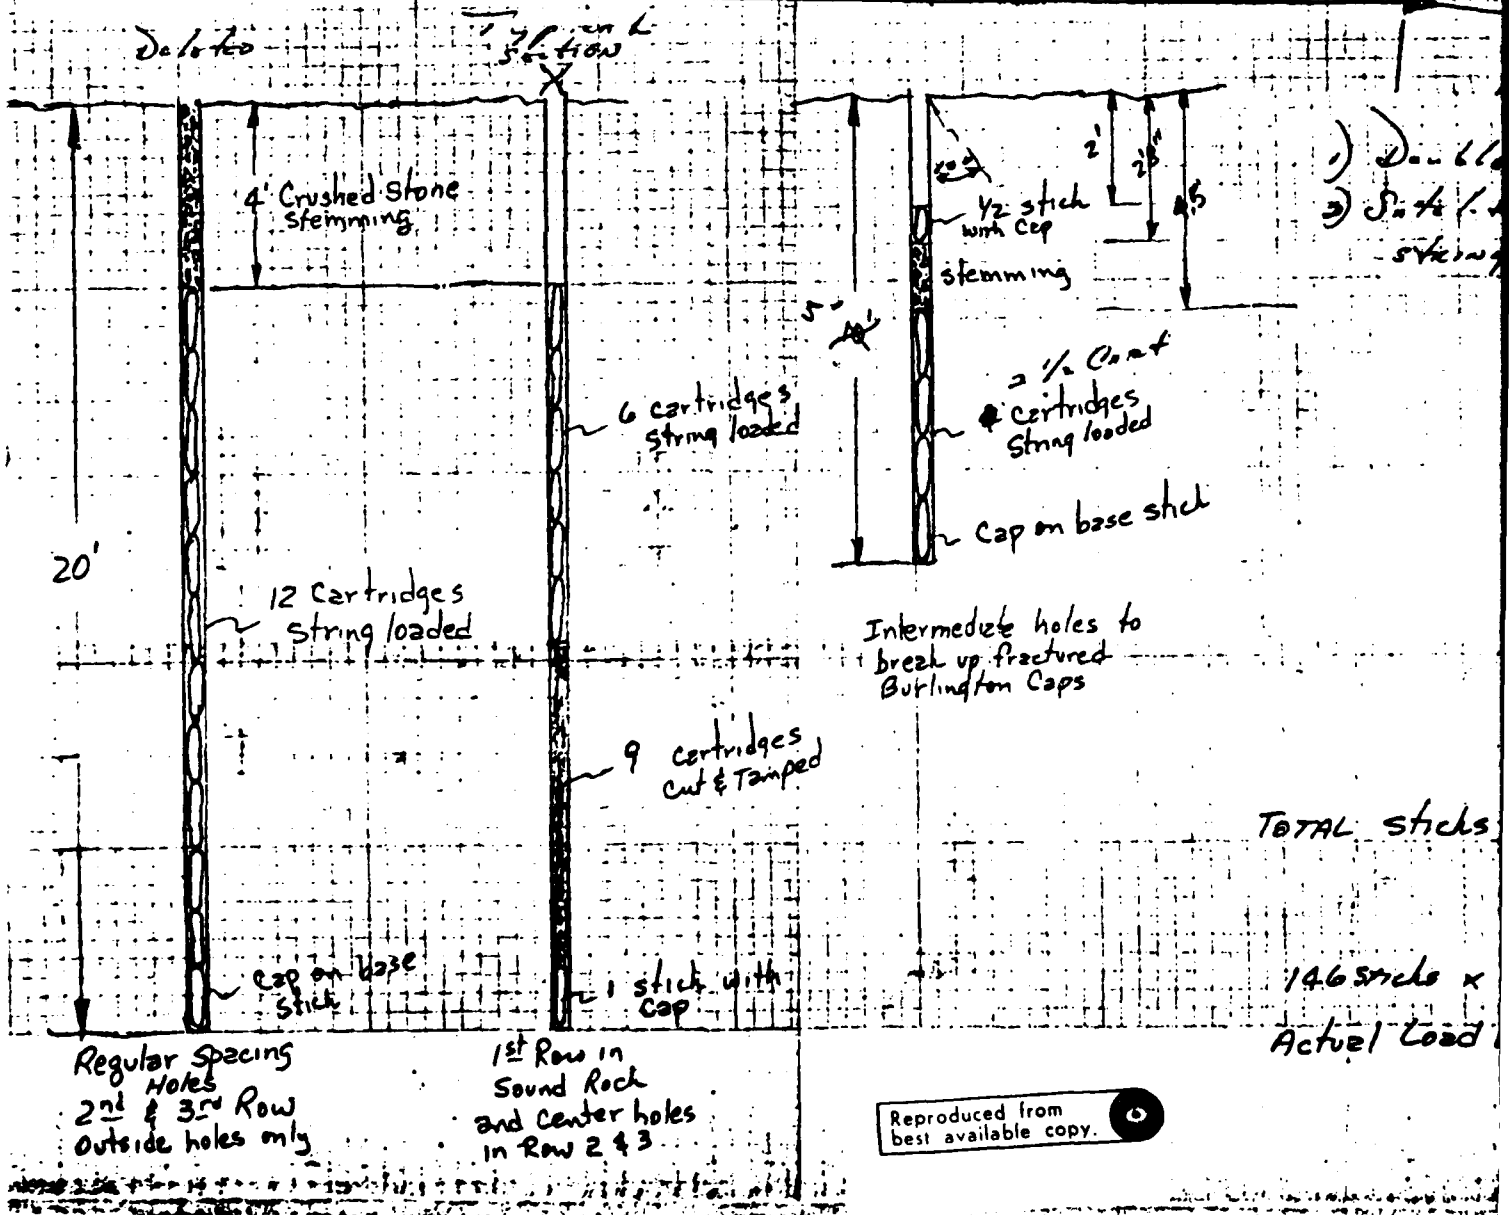 Deleted
section
X
4' Crushed Stone
stemming
20'
12 Cartridges
String loaded
Cap on base
stick
Regular Spacing
Holes
2nd & 3rd Row
Outside holes only
6 Cartridges
String loaded
9 Cartridges
Cut & Tamped
1 stick with
Cap
1st Row in
Sound Rock
and Center holes
in Row 2 & 3
2'
1/2 stick
with Cap
stemming
5'
10'
Cartridges
String loaded
Cap on base stick
Intermediate holes to
break up fractured
Burlington Caps
1)
TOTAL sticks
146 sticks x
Actual Load
Reproduced from
best available copy.